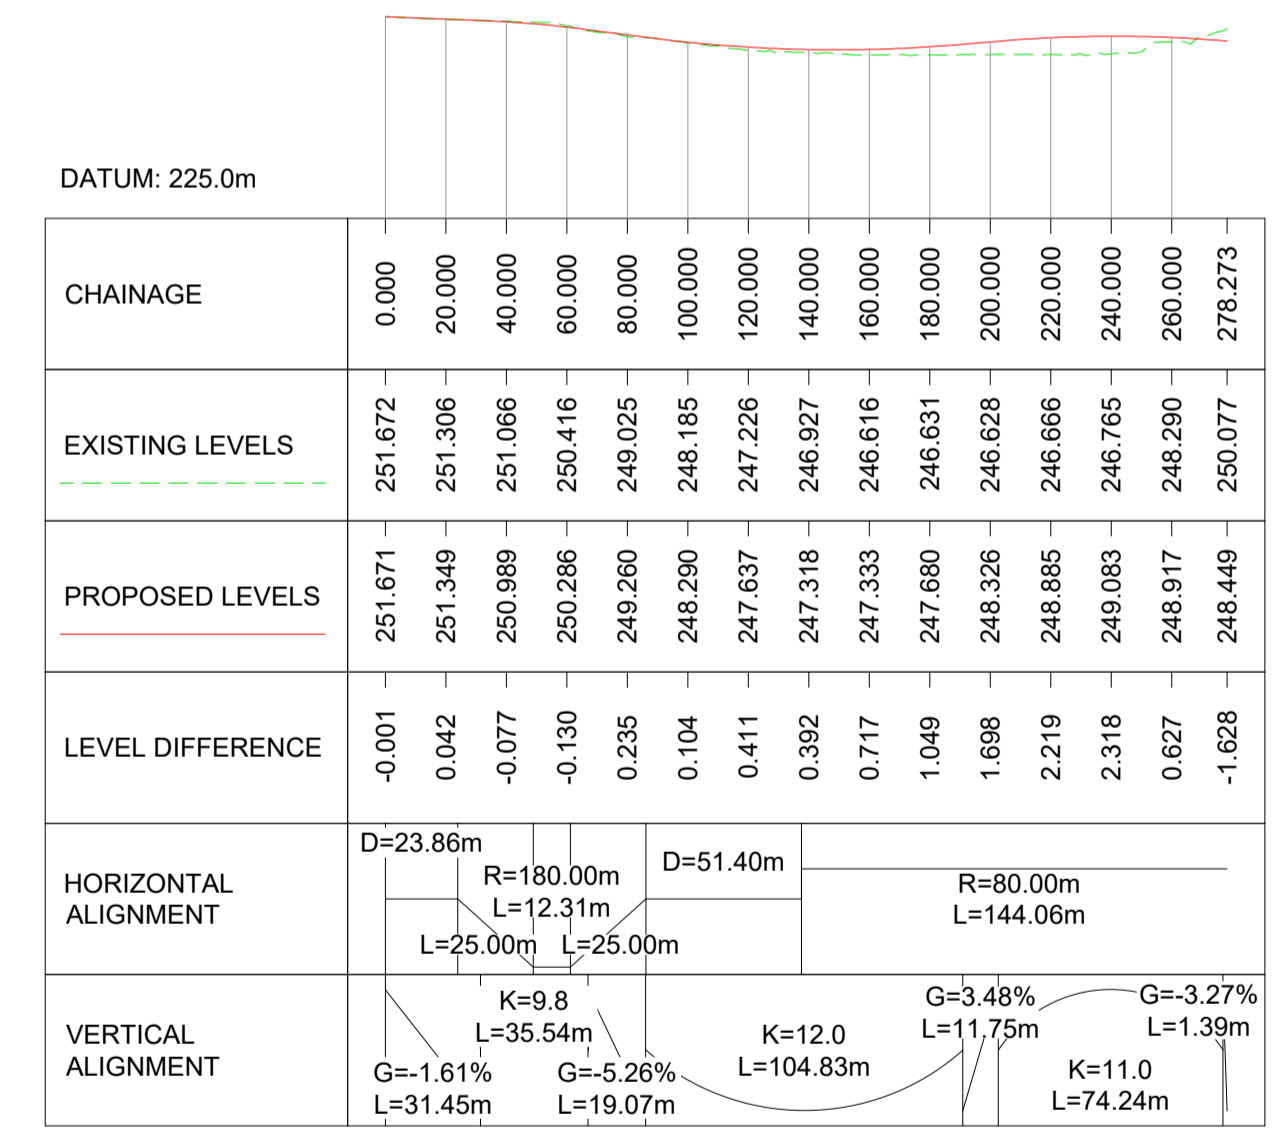 DATUM: 225.0m
CHAINAGE
0.000 20.000 40.000 60.000 80.000 100.000 120.000 140.000 160.000 180.000 200.000 220.000 240.000 260.000 278.273
EXISTING LEVELS
251.672 251.306 251.066 250.416 249.025 248.185 247.226 246.927 246.616 246.631 246.628 246.666 246.765 248.290 250.077
PROPOSED LEVELS
251.671 251.349 250.989 250.286 249.260 248.290 247.637 247.318 247.333 247.680 248.326 248.885 249.083 248.917 248.449
LEVEL DIFFERENCE
-0.001 0.042 -0.077 -0.130 0.235 0.104 0.411 0.392 0.717 1.049 1.698 2.219 2.318 0.627 -1.628
HORIZONTAL
ALIGNMENT
D=23.86m
L=25.00m
R=180.00m
L=12.31m
L=25.00m
D=51.40m
R=80.00m
L=144.06m
VERTICAL
ALIGNMENT
G=-1.61%
L=31.45m
K=9.8
L=35.54m
G=-5.26%
L=19.07m
K=12.0
L=104.83m
G=3.48%
L=11.75m
K=11.0
L=74.24m
G=-3.27%
L=1.39m